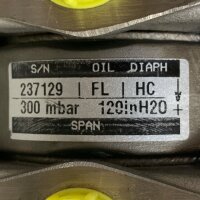 S/N OIL DIAPH
237129 | FL | HC
300 mbar 120InH2O
SPAN